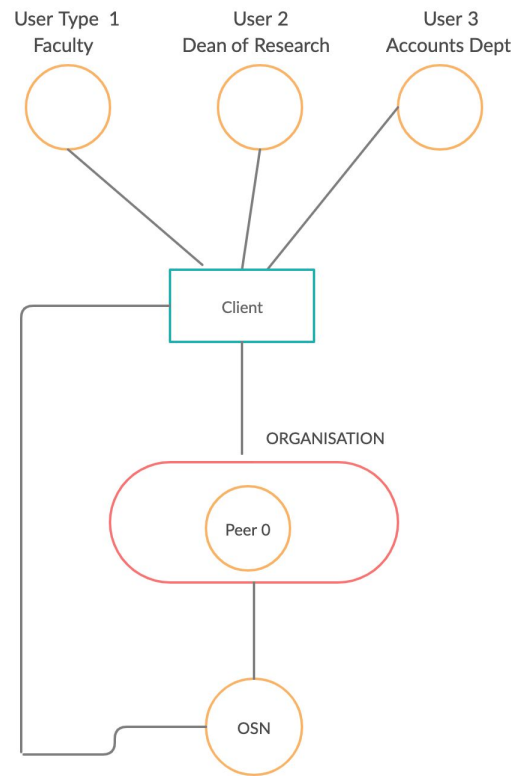 User Type 1
Faculty
User 2
Dean of Research
User 3
Accounts Dept
Client
ORGANISATION
Peer 0
OSN